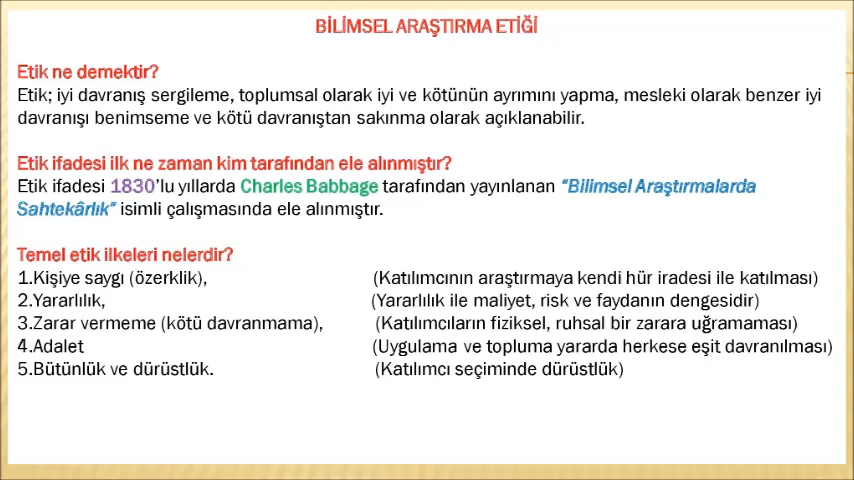 BİLİMSEL ARAŞTIRMA ETİĞİ
Etik ne demektir?
Etik; iyi davranış sergileme, toplumsal olarak iyi ve kötünün ayrımını yapma, mesleki olarak benzer iyi
davranışı benimseme ve kötü davranıştan sakınma olarak açıklanabilir.
Etik ifadesi ilk ne zaman kim tarafından ele alınmıştır?
Etik ifadesi 1830'lu yıllarda Charles Babbage tarafından yayınlanan “Bilimsel Araştırmalarda
Sahtekârlık” isimli çalışmasında ele alınmıştır.
Temel etik ilkeleri nelerdir?
1.Kişiye saygı (özerklik), (Katılımcının araştırmaya kendi hür iradesi ile katılması)
2.Yararlılık, (Yararlılık ile maliyet, risk ve faydanın dengesidir)
3.Zarar vermeme (kötü davranmama), (Katılımcıların fiziksel, ruhsal bir zarara uğramaması)
4.Adalet (Uygulama ve topluma yararda herkese eşit davranılması)
5.Bütünlük ve dürüstlük. (Katılımcı seçiminde dürüstlük)